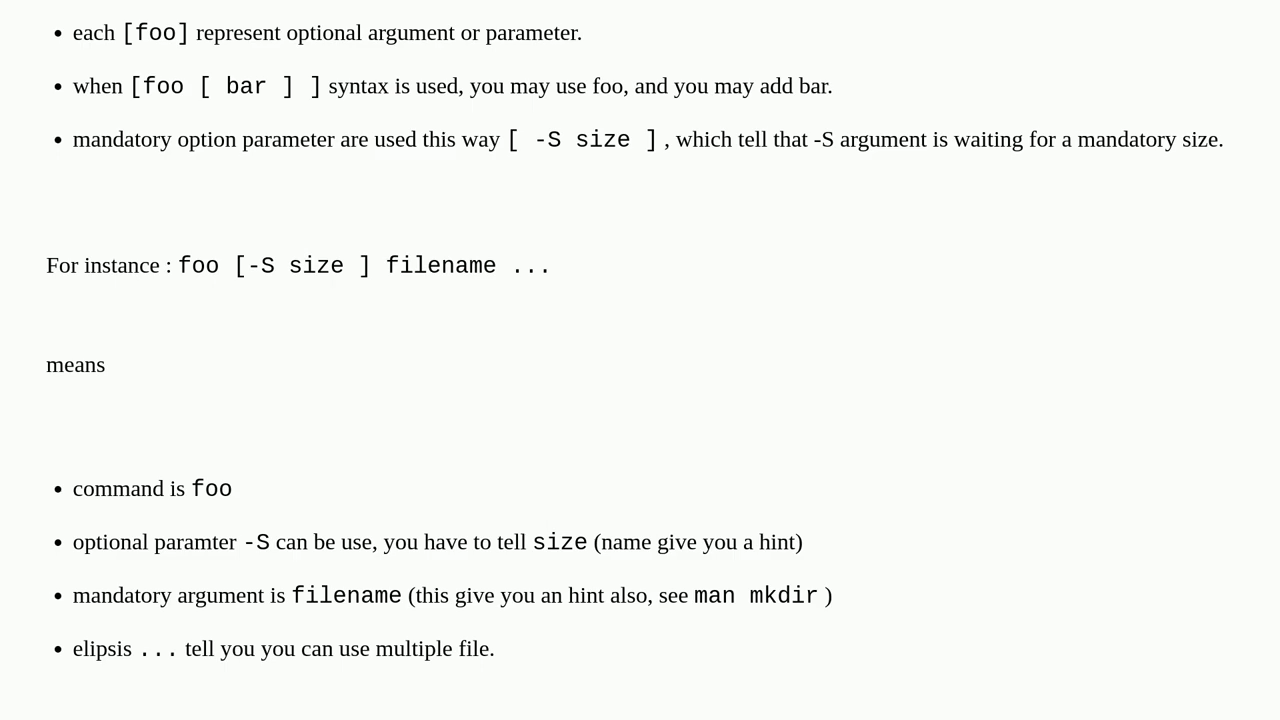 • each [foo] represent optional argument or parameter.
• when [foo [ bar ] ] syntax is used, you may use foo, and you may add bar.
• mandatory option parameter are used this way [ -S size ] , which tell that -S argument is waiting for a mandatory size.
For instance : foo [-S size ] filename ...
means
• command is foo
• optional paramter -S can be use, you have to tell size (name give you a hint)
• mandatory argument is filename (this give you an hint also, see man mkdir )
• elipsis ... tell you you can use multiple file.